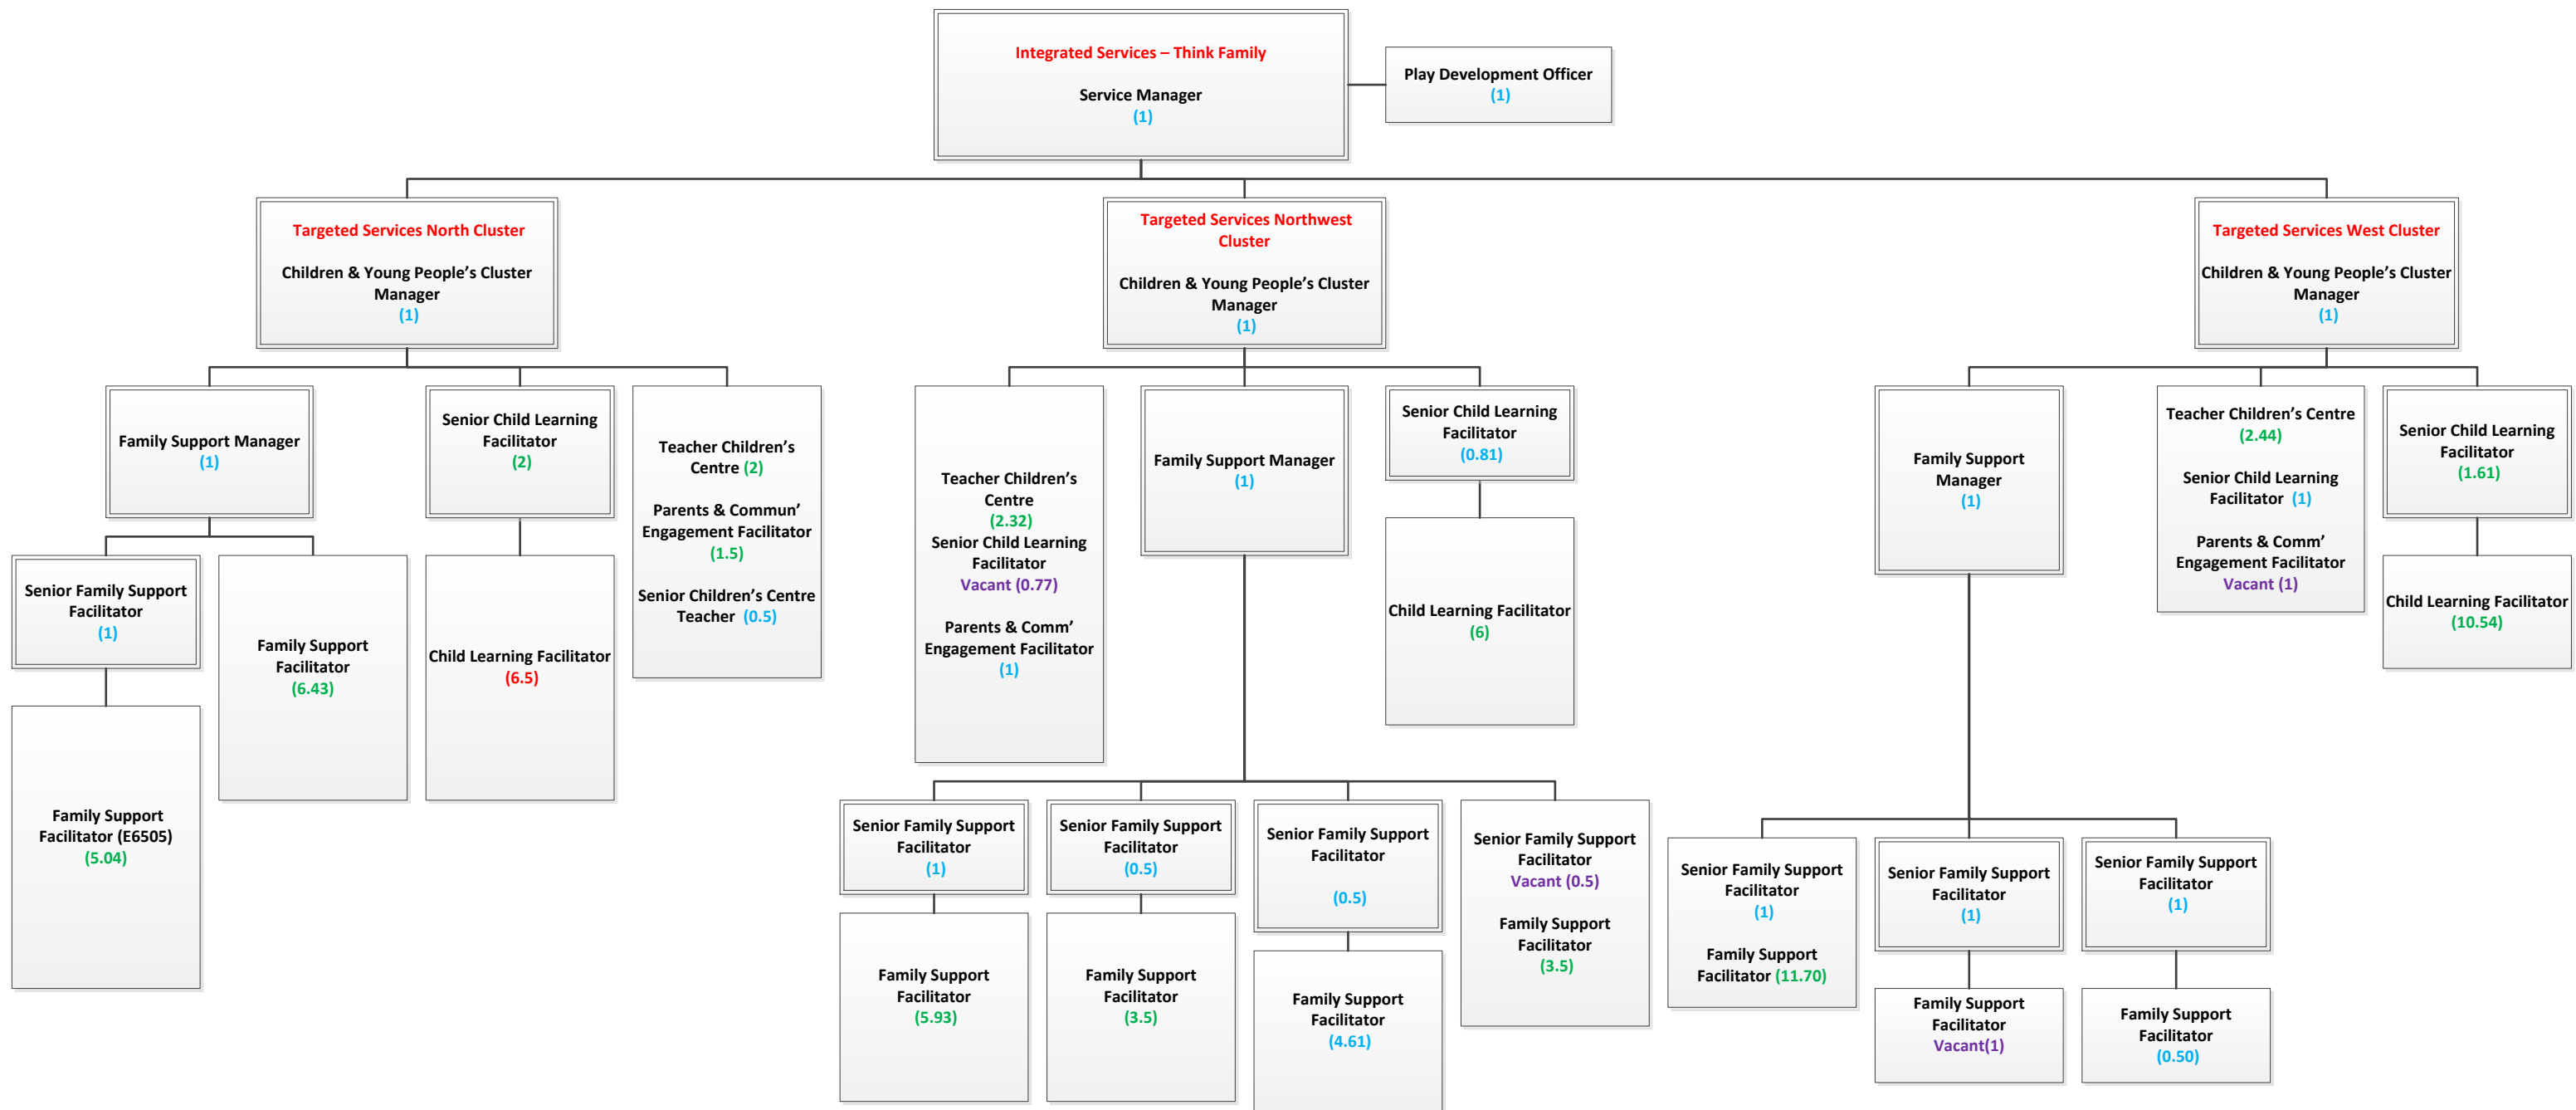 Integrated Services – Think Family
Service Manager
(1)
Play Development Officer
(1)
Targeted Services North Cluster
Children & Young People's Cluster
Manager
(1)
Targeted Services Northwest
Cluster
Children & Young People's Cluster
Manager
(1)
Targeted Services West Cluster
Children & Young People's Cluster
Manager
(1)
Family Support Manager
(1)
Senior Child Learning
Facilitator
(2)
Teacher Children's
Centre (2)
Parents & Commun'
Engagement Facilitator
(1.5)
Senior Children's Centre
Teacher (0.5)
Teacher Children's
Centre
(2.32)
Senior Child Learning
Facilitator
Vacant (0.77)
Parents & Comm'
Engagement Facilitator
(1)
Family Support Manager
(1)
Senior Child Learning
Facilitator
(0.81)
Family Support
Manager
(1)
Teacher Children's Centre
(2.44)
Senior Child Learning
Facilitator (1)
Parents & Comm'
Engagement Facilitator
Vacant (1)
Senior Child Learning
Facilitator
(1.61)
Senior Family Support
Facilitator
(1)
Family Support
Facilitator
(6.43)
Child Learning Facilitator
(6.5)
Child Learning Facilitator
(6)
Child Learning Facilitator
(10.54)
Family Support
Facilitator (E6505)
(5.04)
Senior Family Support
Facilitator
(1)
Senior Family Support
Facilitator
(0.5)
Senior Family Support
Facilitator
(0.5)
Senior Family Support
Facilitator
Vacant (0.5)
Family Support
Facilitator
(3.5)
Senior Family Support
Facilitator
(1)
Family Support
Facilitator (11.70)
Senior Family Support
Facilitator
(1)
Senior Family Support
Facilitator
(1)
Family Support
Facilitator
(5.93)
Family Support
Facilitator
(3.5)
Family Support
Facilitator
(4.61)
Family Support
Facilitator
Vacant(1)
Family Support
Facilitator
(0.50)